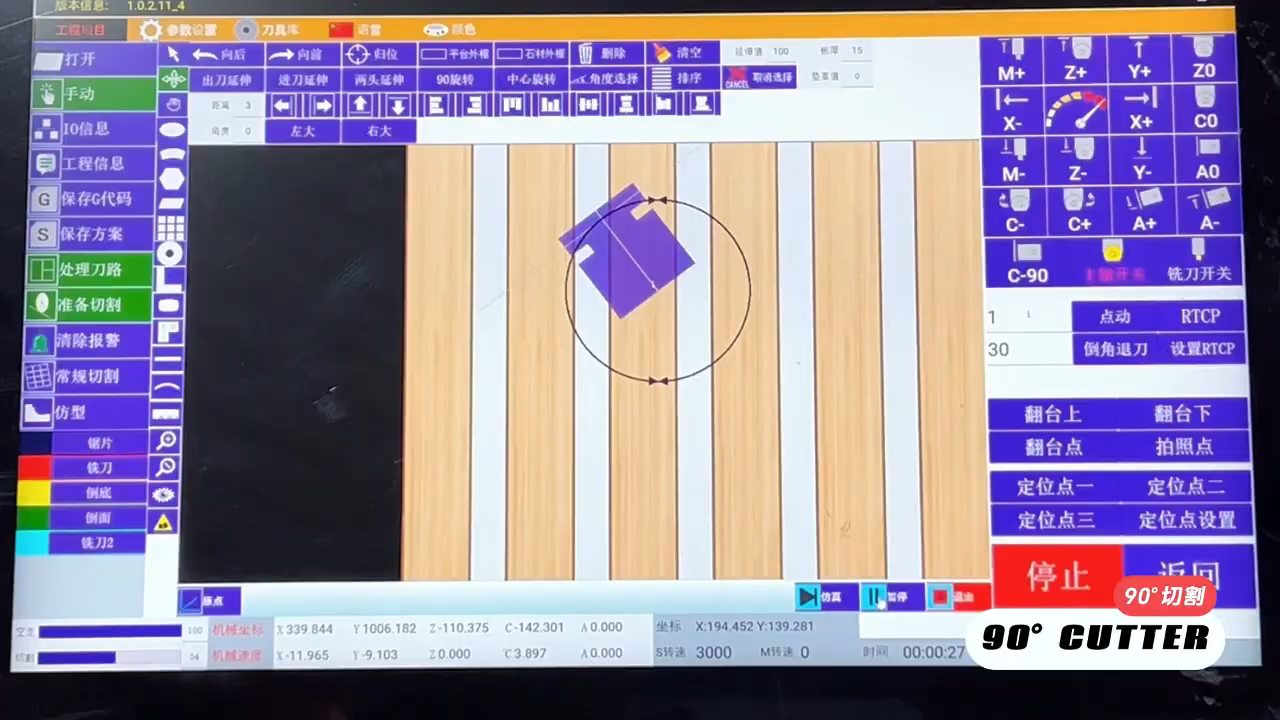 版本信息: 1.0.2.11_4
工程项目 参数设置 刀具库 语言 颜色
打开 向后 向前 归位 平台外框 石材外框 删除 清空 延伸值 100 板厚 15
手动 出刀延伸 进刀延伸 两头延伸 90旋转 中心旋转 角度选择 排序 CANCEL 取消选择 垫高值 0
距离 3
IO信息 角度 0 左大 右大
工程信息
G 保存G代码
S 保存方案
处理刀路
准备切割
清除报警
常规切割
仿型
锯片
铣刀
倒底
倒面
铣刀2
M+ Z+ Y+ Z0
X- X+ C0
M- Z- Y- A0
C- C+ A+ A-
C-90 铣刀开关
1 点动 RTCP
30 倒角退刀 设置RTCP
翻台上 翻台下
翻台点 拍照点
定位点一 定位点二
定位点三 定位点设置
停止 返回
原点 仿真 暂停 退出
空车 100 机械坐标 X 339.844 Y 1006.182 Z -110.375 C -142.301 A 0.000 坐标 X:194.452 Y:139.281
切割 54 机械速度 X -11.965 Y -9.103 Z 0.000 C 3.897 A 0.000 S转速 3000 M转速 0 时间 00:00:27
90°切割
90° CUTTER